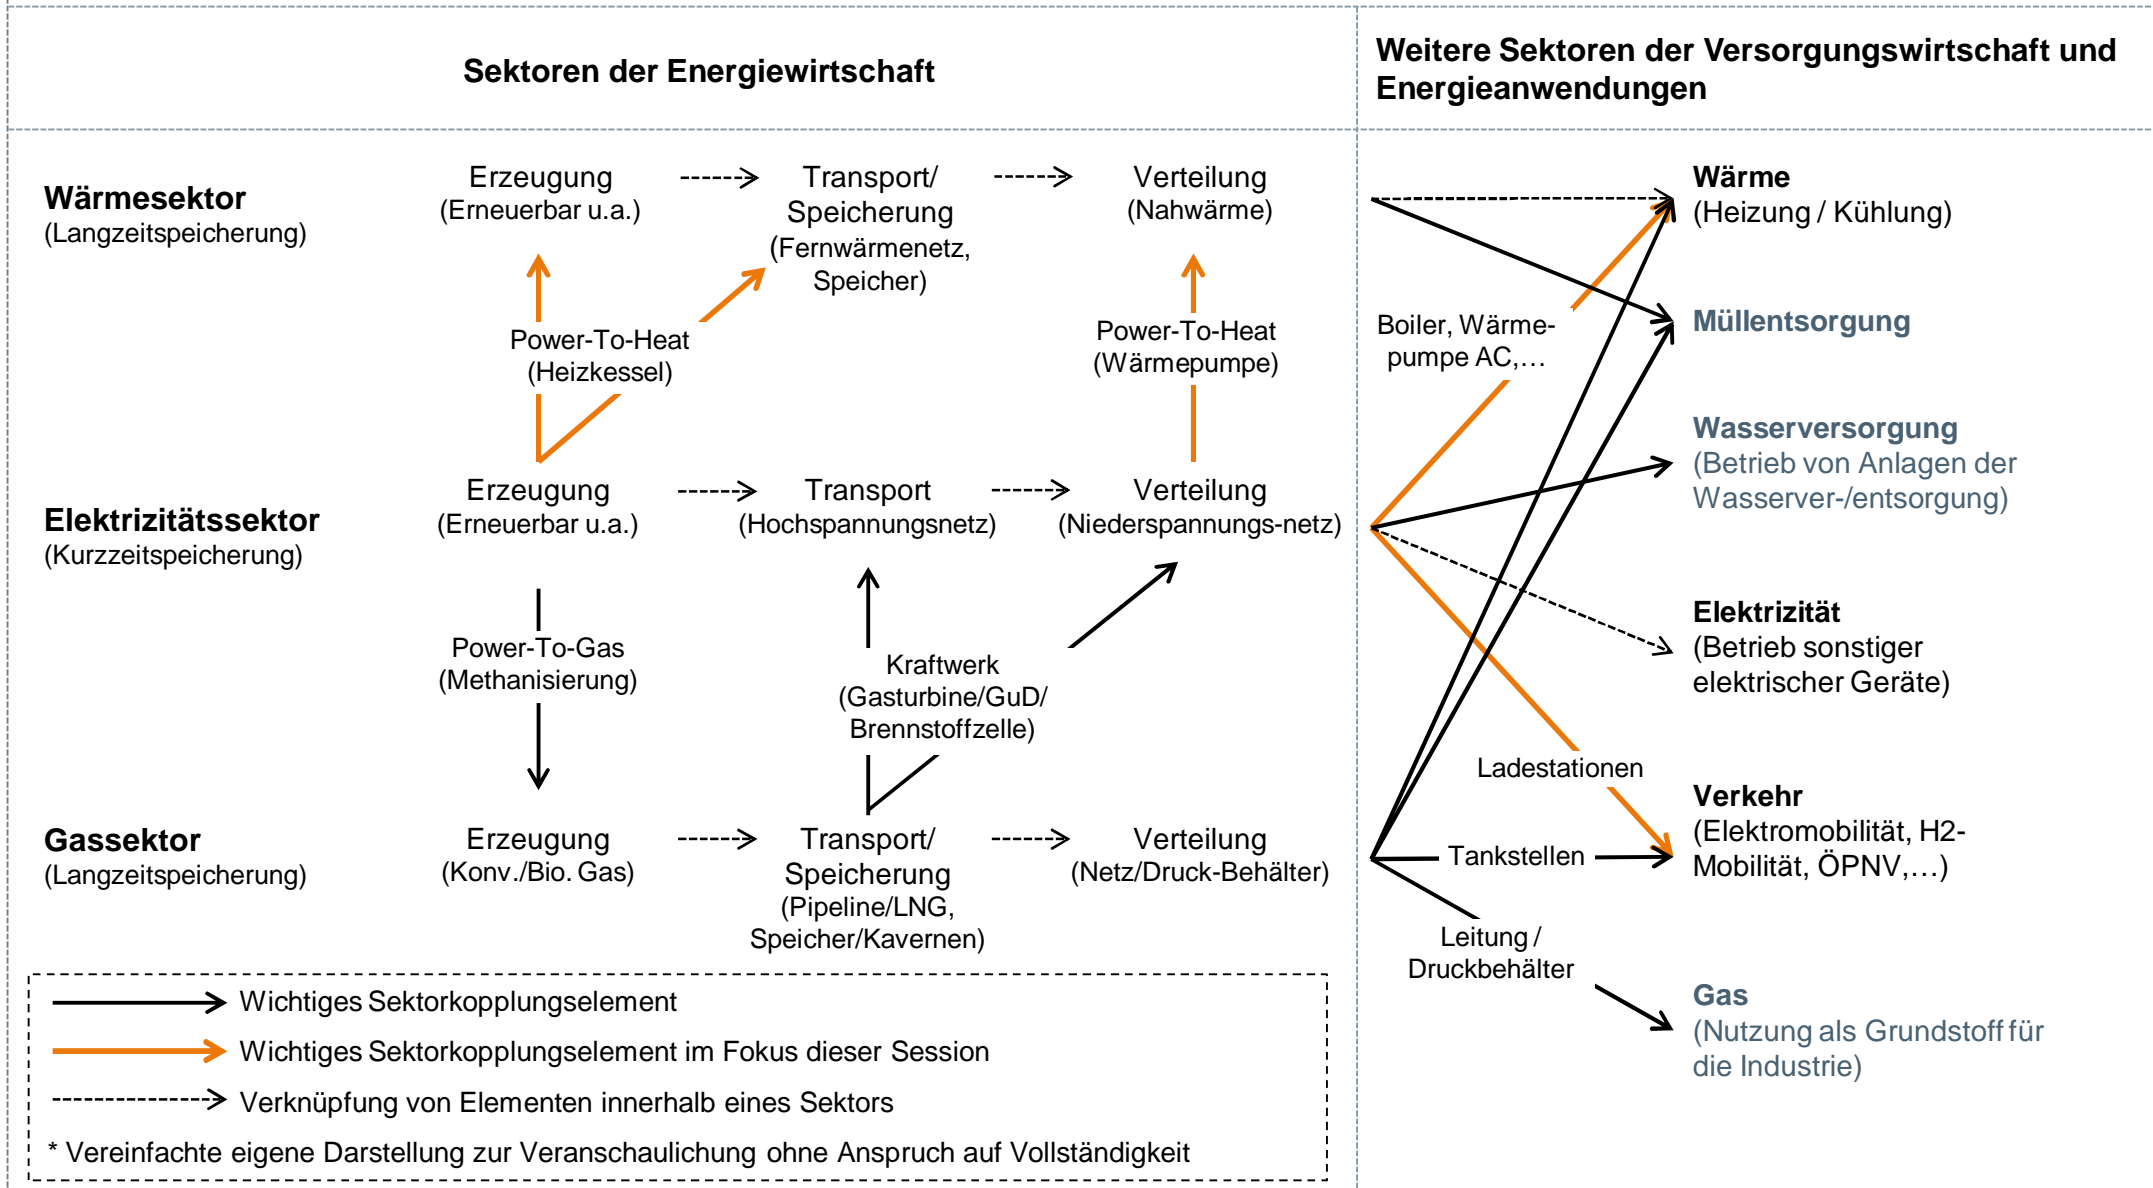 Sektoren der Energiewirtschaft
Weitere Sektoren der Versorgungswirtschaft und
Energieanwendungen
Wärmesektor
(Langzeitspeicherung)
Erzeugung
(Erneuerbar u.a.)
Transport/
Speicherung
(Fernwärmenetz,
Speicher)
Verteilung
(Nahwärme)
Power-To-Heat
(Heizkessel)
Power-To-Heat
(Wärmepumpe)
Elektrizitätssektor
(Kurzzeitspeicherung)
Erzeugung
(Erneuerbar u.a.)
Transport
(Hochspannungsnetz)
Verteilung
(Niederspannungs-netz)
Power-To-Gas
(Methanisierung)
Kraftwerk
(Gasturbine/GuD/
Brennstoffzelle)
Gassektor
(Langzeitspeicherung)
Erzeugung
(Konv./Bio. Gas)
Transport/
Speicherung
(Pipeline/LNG,
Speicher/Kavernen)
Verteilung
(Netz/Druck-Behälter)
Boiler, Wärme-
pumpe AC,…
Ladestationen
Tankstellen
Leitung /
Druckbehälter
Wärme
(Heizung / Kühlung)
Müllentsorgung
Wasserversorgung
(Betrieb von Anlagen der
Wasserver-/entsorgung)
Elektrizität
(Betrieb sonstiger
elektrischer Geräte)
Verkehr
(Elektromobilität, H2-
Mobilität, ÖPNV,…)
Gas
(Nutzung als Grundstoff für
die Industrie)
Wichtiges Sektorkopplungselement
Wichtiges Sektorkopplungselement im Fokus dieser Session
Verknüpfung von Elementen innerhalb eines Sektors
* Vereinfachte eigene Darstellung zur Veranschaulichung ohne Anspruch auf Vollständigkeit